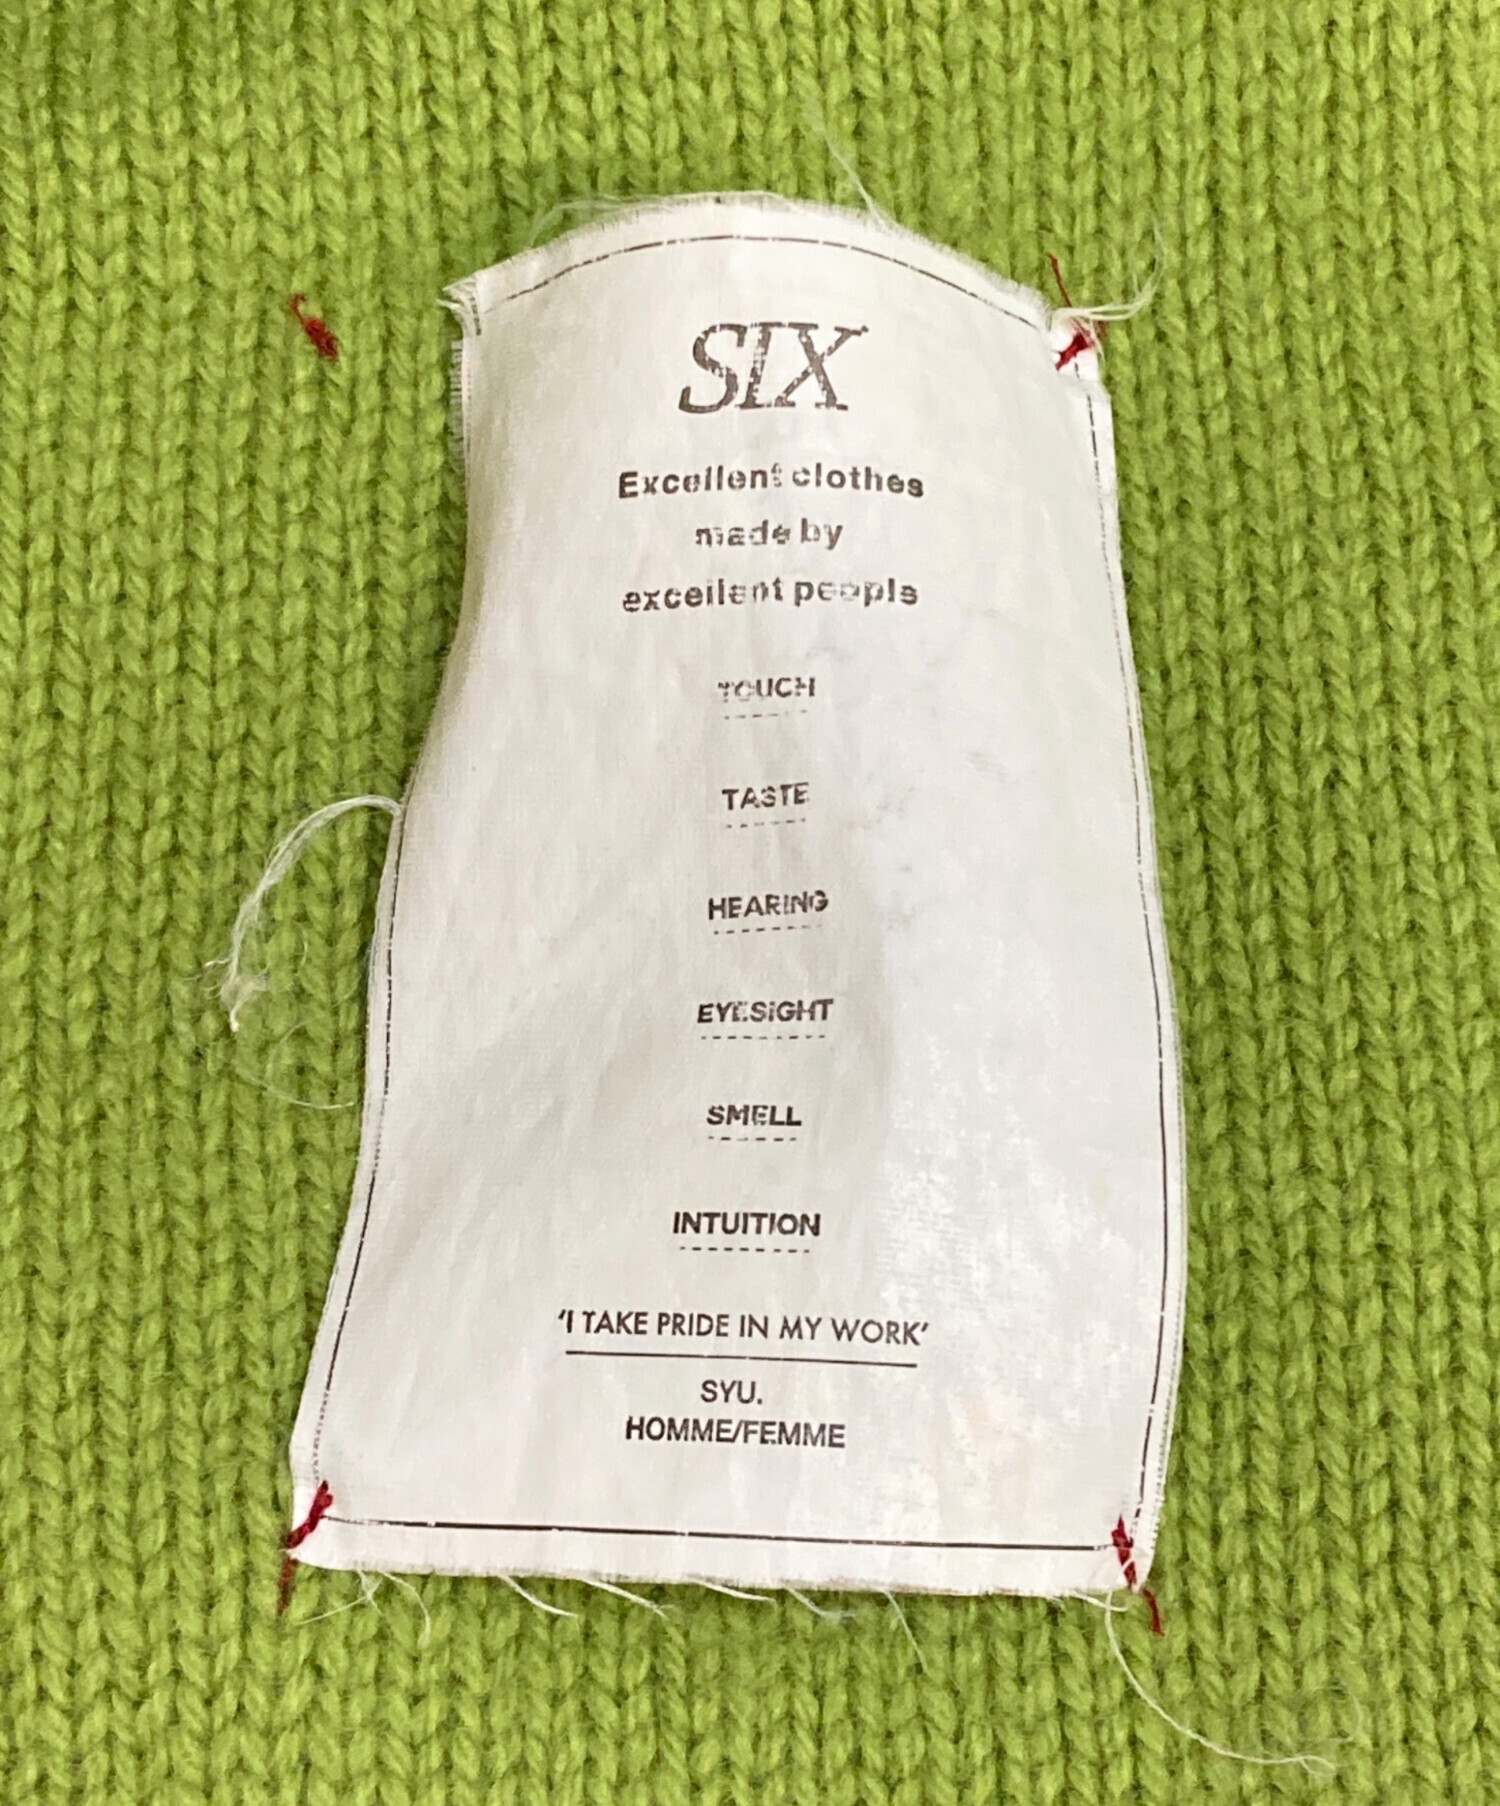 SIX
Excellent clothes
made by
excellent people
TOUCH
TASTE
HEARING
EYESIGHT
SMELL
INTUITION
'I TAKE PRIDE IN MY WORK'
SYU.
HOMME/FEMME